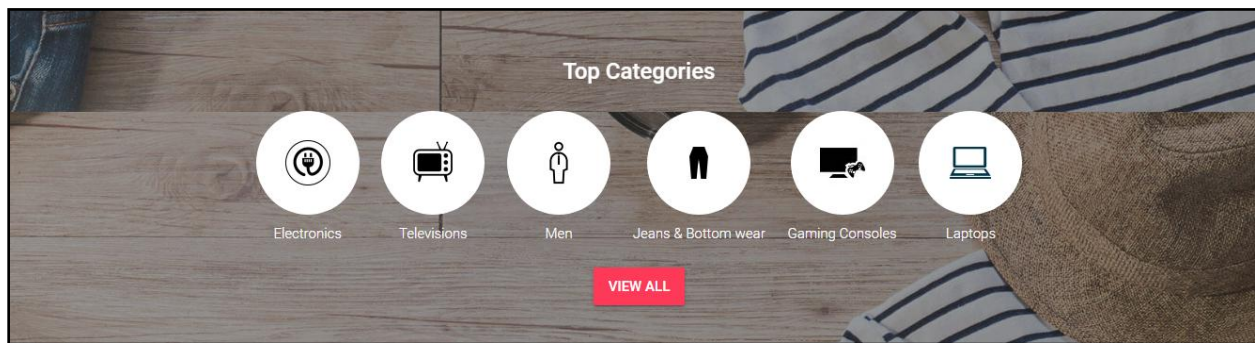 Top Categories
Electronics
Televisions
Men
Jeans & Bottom wear
Gaming Consoles
Laptops
VIEW ALL